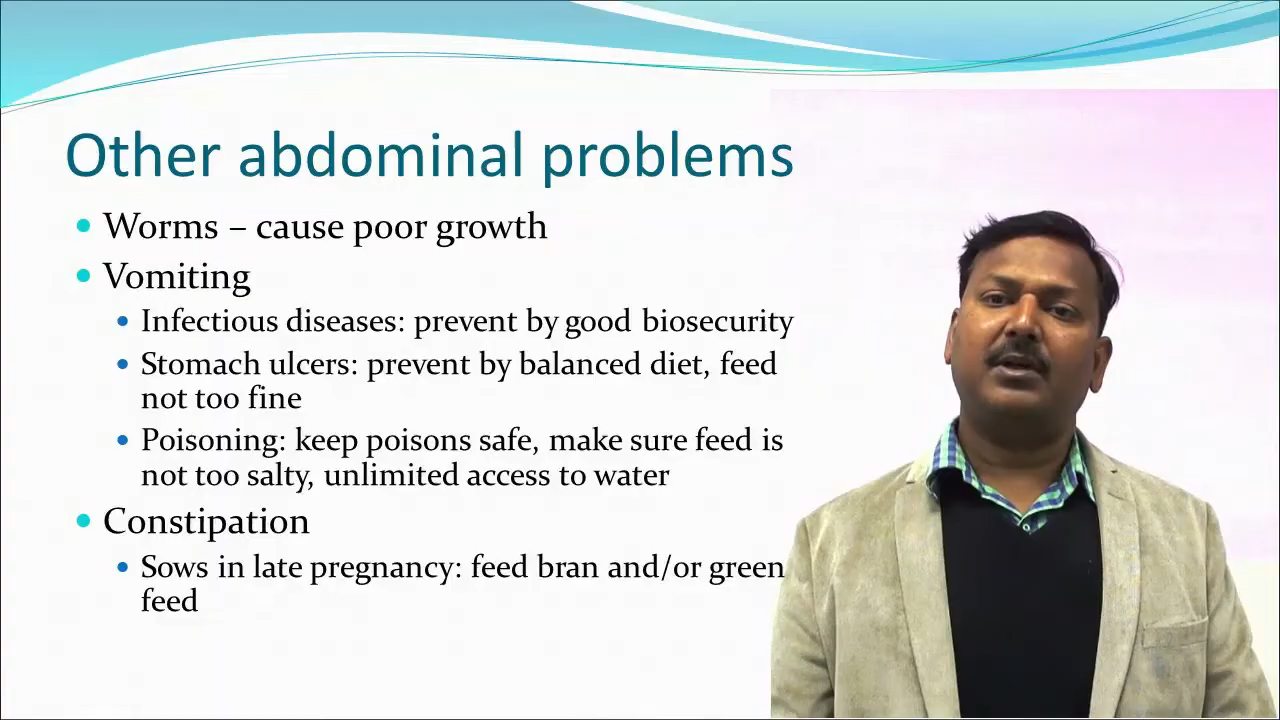 Other abdominal problems
• Worms – cause poor growth
• Vomiting
• Infectious diseases: prevent by good biosecurity
• Stomach ulcers: prevent by balanced diet, feed
not too fine
• Poisoning: keep poisons safe, make sure feed is
not too salty, unlimited access to water
• Constipation
• Sows in late pregnancy: feed bran and/or green
feed